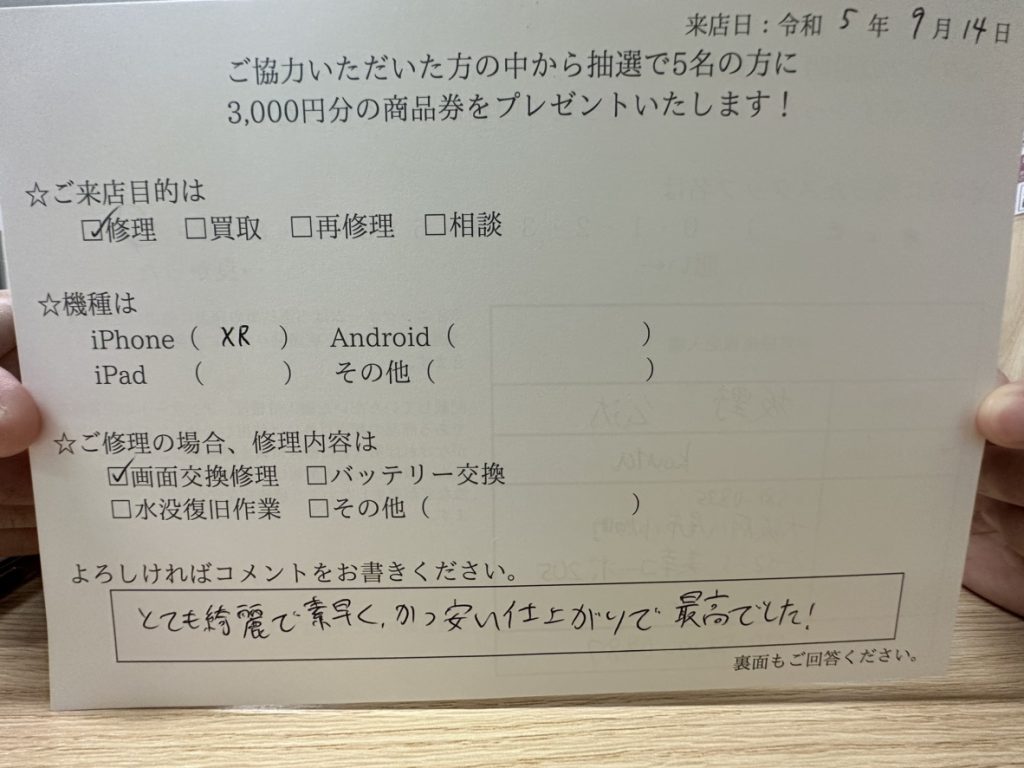 来店日：令和 5 年 9 月 14 日
ご協力いただいた方の中から抽選で5名の方に
3,000円分の商品券をプレゼントいたします！
☆ご来店目的は
☑修理 □買取 □再修理 □相談
☆機種は
iPhone（ XR ） Android（ ）
iPad （ ） その他（ ）
☆ご修理の場合、修理内容は
☑画面交換修理 □バッテリー交換
□水没復旧作業 □その他（ ）
よろしければコメントをお書きください。
とても綺麗で素早く,かつ安い仕上がりで最高でした!
裏面もご回答ください。